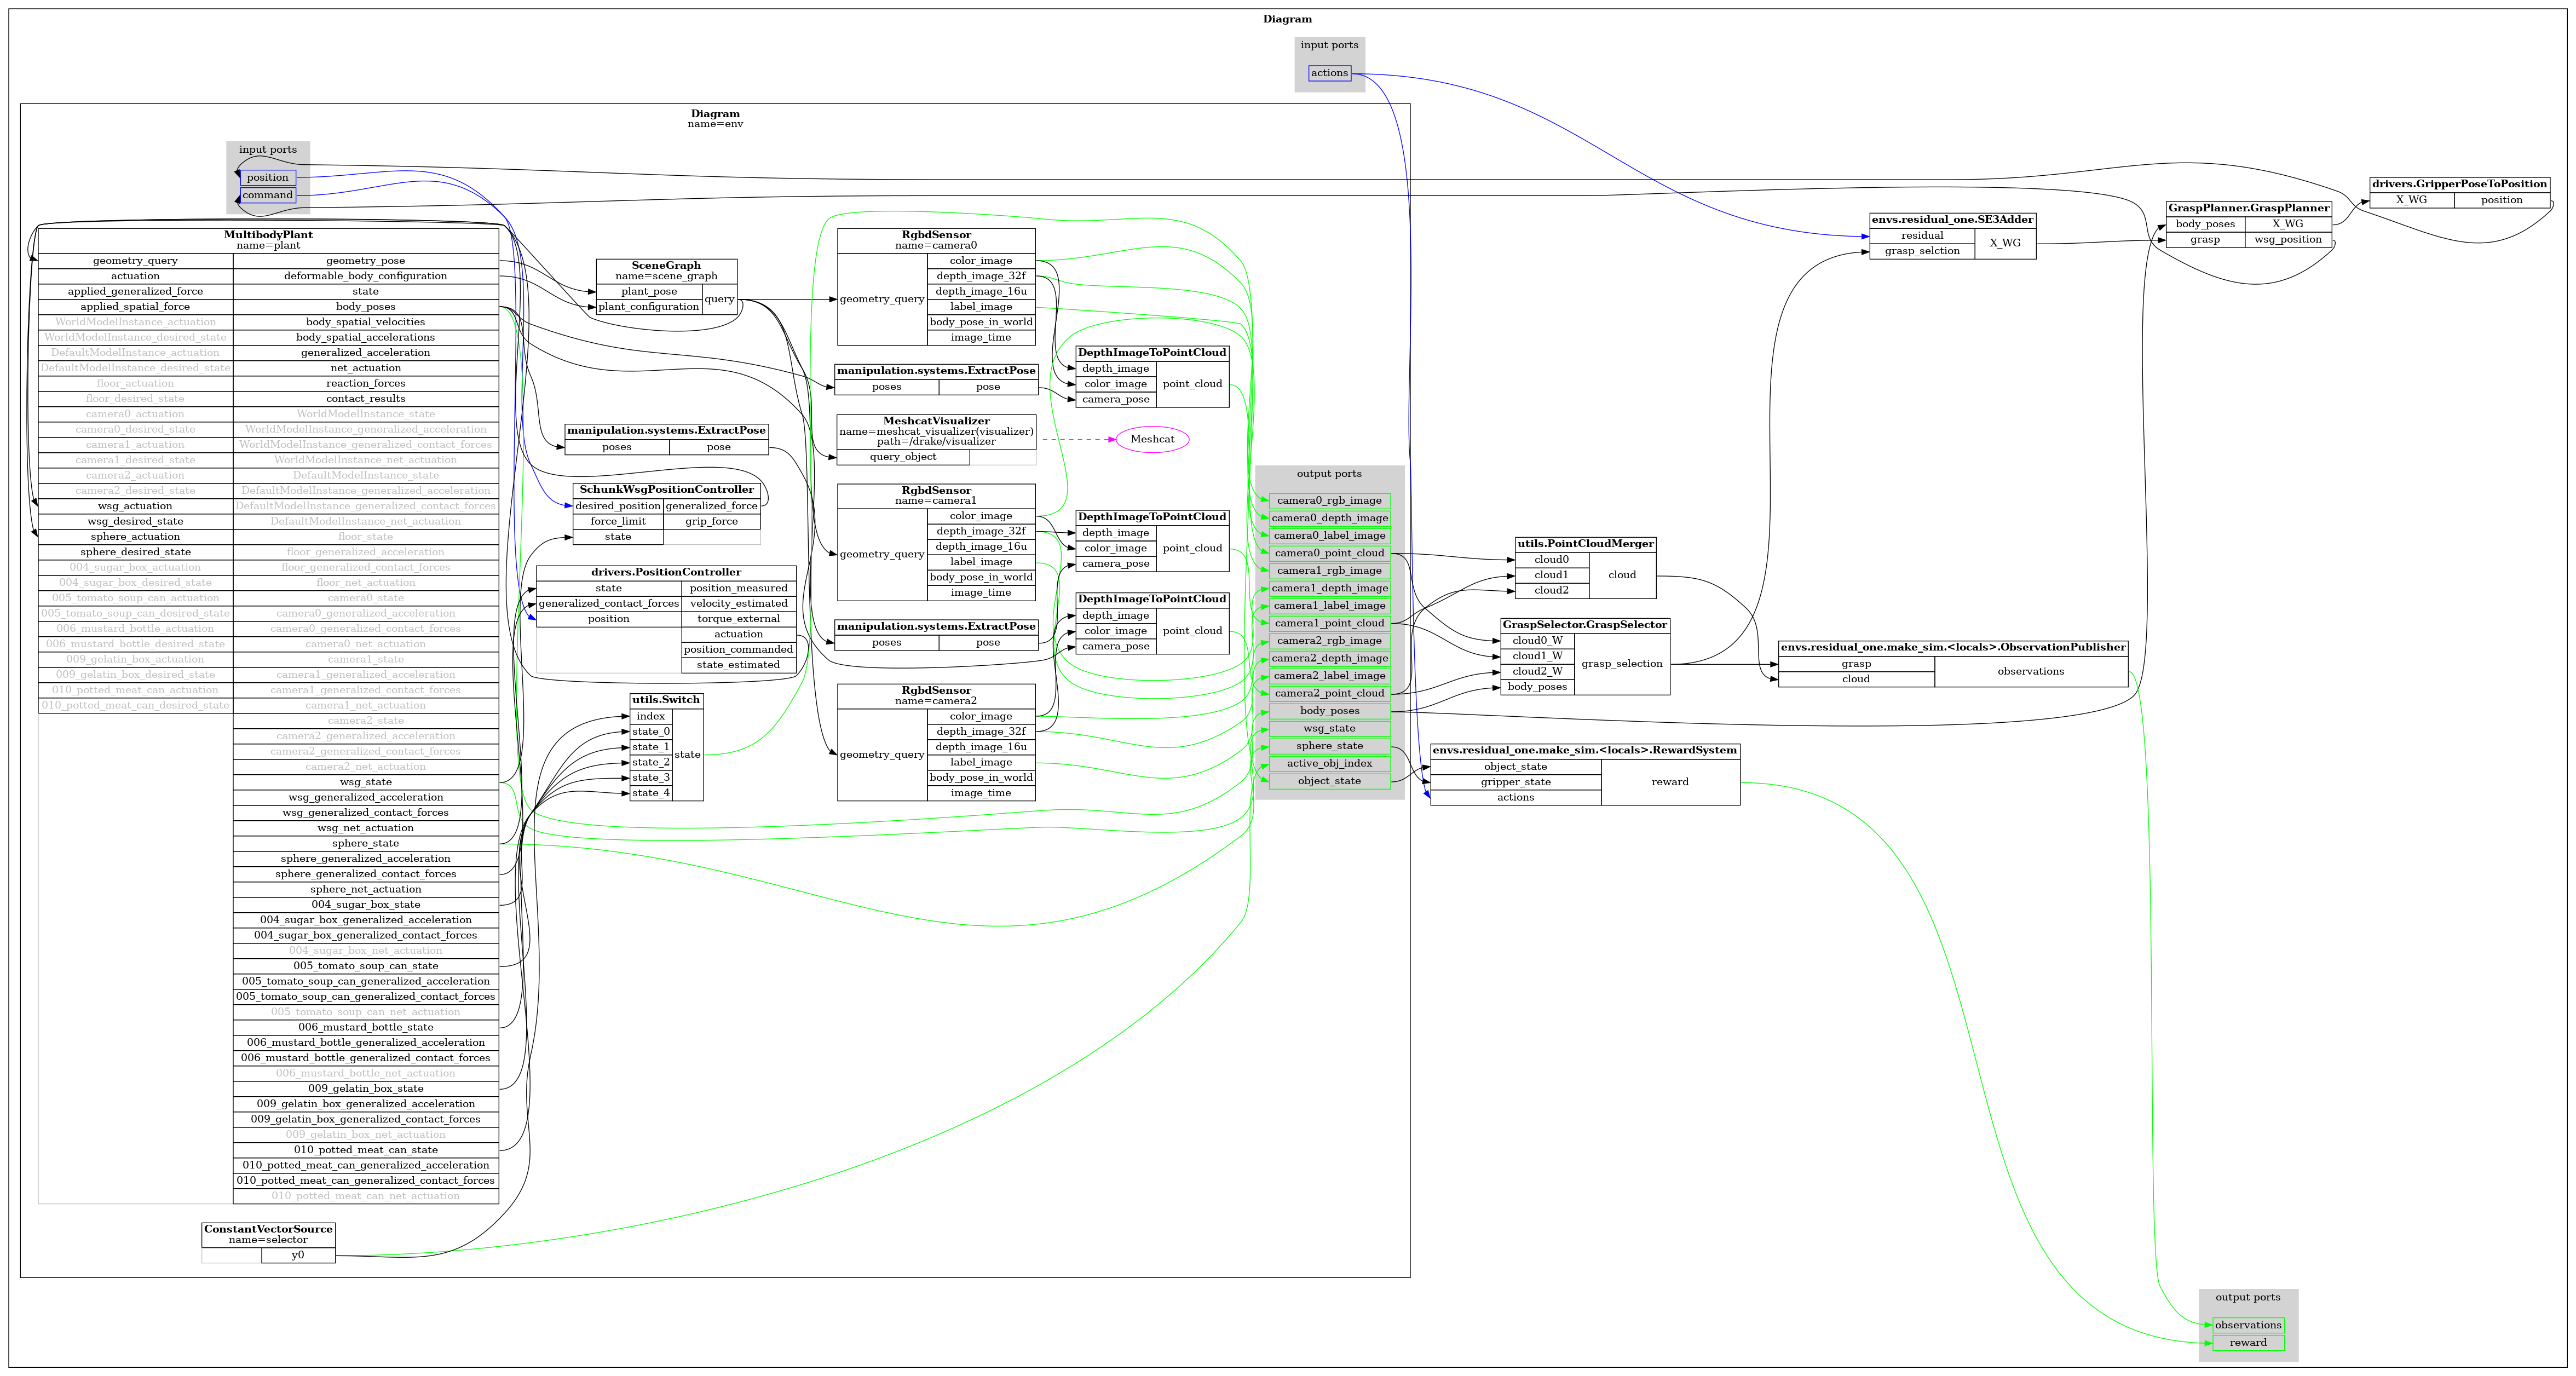 Diagram
input ports
actions
Diagram
name=env
input ports
position
command
MultibodyPlant
name=plant
geometry_query
actuation
applied_generalized_force
applied_spatial_force
WorldModelInstance_actuation
WorldModelInstance_desired_state
DefaultModelInstance_actuation
DefaultModelInstance_desired_state
floor_actuation
floor_desired_state
camera0_actuation
camera0_desired_state
camera1_actuation
camera1_desired_state
camera2_actuation
camera2_desired_state
wsg_actuation
wsg_desired_state
sphere_actuation
sphere_desired_state
004_sugar_box_actuation
004_sugar_box_desired_state
005_tomato_soup_can_actuation
005_tomato_soup_can_desired_state
006_mustard_bottle_actuation
006_mustard_bottle_desired_state
009_gelatin_box_actuation
009_gelatin_box_desired_state
010_potted_meat_can_actuation
010_potted_meat_can_desired_state
geometry_pose
deformable_body_configuration
state
body_poses
body_spatial_velocities
body_spatial_accelerations
generalized_acceleration
net_actuation
reaction_forces
contact_results
WorldModelInstance_state
WorldModelInstance_generalized_acceleration
WorldModelInstance_generalized_contact_forces
WorldModelInstance_net_actuation
DefaultModelInstance_state
DefaultModelInstance_generalized_acceleration
DefaultModelInstance_generalized_contact_forces
DefaultModelInstance_net_actuation
floor_state
floor_generalized_acceleration
floor_generalized_contact_forces
floor_net_actuation
camera0_state
camera0_generalized_acceleration
camera0_generalized_contact_forces
camera0_net_actuation
camera1_state
camera1_generalized_acceleration
camera1_generalized_contact_forces
camera1_net_actuation
camera2_state
camera2_generalized_acceleration
camera2_generalized_contact_forces
camera2_net_actuation
wsg_state
wsg_generalized_acceleration
wsg_generalized_contact_forces
wsg_net_actuation
sphere_state
sphere_generalized_acceleration
sphere_generalized_contact_forces
sphere_net_actuation
004_sugar_box_state
004_sugar_box_generalized_acceleration
004_sugar_box_generalized_contact_forces
004_sugar_box_net_actuation
005_tomato_soup_can_state
005_tomato_soup_can_generalized_acceleration
005_tomato_soup_can_generalized_contact_forces
005_tomato_soup_can_net_actuation
006_mustard_bottle_state
006_mustard_bottle_generalized_acceleration
006_mustard_bottle_generalized_contact_forces
006_mustard_bottle_net_actuation
009_gelatin_box_state
009_gelatin_box_generalized_acceleration
009_gelatin_box_generalized_contact_forces
009_gelatin_box_net_actuation
010_potted_meat_can_state
010_potted_meat_can_generalized_acceleration
010_potted_meat_can_generalized_contact_forces
010_potted_meat_can_net_actuation
ConstantVectorSource
name=selector
y0
SceneGraph
name=scene_graph
plant_pose
plant_configuration
query
manipulation.systems.ExtractPose
poses
pose
SchunkWsgPositionController
desired_position
force_limit
state
generalized_force
grip_force
drivers.PositionController
state
generalized_contact_forces
position
position_measured
velocity_estimated
torque_external
actuation
position_commanded
state_estimated
utils.Switch
index
state_0
state_1
state_2
state_3
state_4
state
RgbdSensor
name=camera0
geometry_query
color_image
depth_image_32f
depth_image_16u
label_image
body_pose_in_world
image_time
manipulation.systems.ExtractPose
poses
pose
MeshcatVisualizer
name=meshcat_visualizer(visualizer)
path=/drake/visualizer
query_object
Meshcat
RgbdSensor
name=camera1
geometry_query
color_image
depth_image_32f
depth_image_16u
label_image
body_pose_in_world
image_time
manipulation.systems.ExtractPose
poses
pose
RgbdSensor
name=camera2
geometry_query
color_image
depth_image_32f
depth_image_16u
label_image
body_pose_in_world
image_time
DepthImageToPointCloud
depth_image
color_image
camera_pose
point_cloud
DepthImageToPointCloud
depth_image
color_image
camera_pose
point_cloud
DepthImageToPointCloud
depth_image
color_image
camera_pose
point_cloud
output ports
camera0_rgb_image
camera0_depth_image
camera0_label_image
camera0_point_cloud
camera1_rgb_image
camera1_depth_image
camera1_label_image
camera1_point_cloud
camera2_rgb_image
camera2_depth_image
camera2_label_image
camera2_point_cloud
body_poses
wsg_state
sphere_state
active_obj_index
object_state
utils.PointCloudMerger
cloud0
cloud1
cloud2
cloud
GraspSelector.GraspSelector
cloud0_W
cloud1_W
cloud2_W
body_poses
grasp_selection
envs.residual_one.make_sim.<locals>.RewardSystem
object_state
gripper_state
actions
reward
envs.residual_one.SE3Adder
residual
grasp_selction
X_WG
envs.residual_one.make_sim.<locals>.ObservationPublisher
grasp
cloud
observations
GraspPlanner.GraspPlanner
body_poses
grasp
X_WG
wsg_position
drivers.GripperPoseToPosition
X_WG
position
output ports
observations
reward